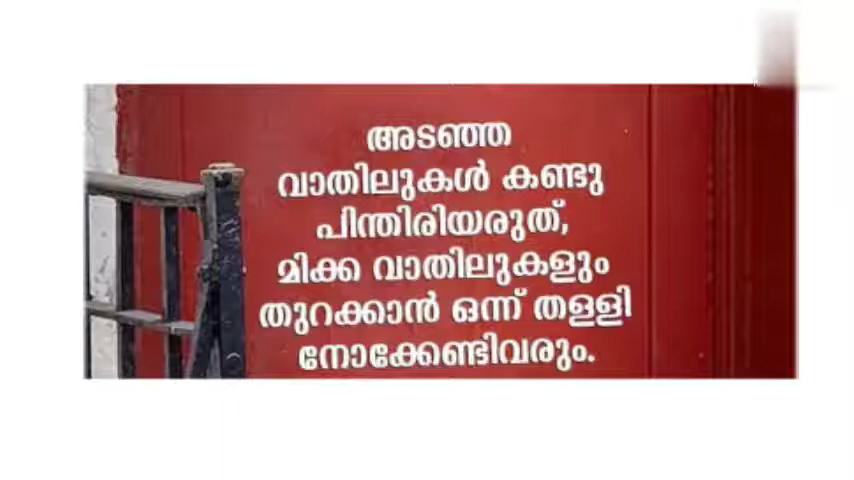 അടഞ്ഞ
വാതിലുകൾ കണ്ടു
പിന്തിരിയരുത്,
മിക്ക വാതിലുകളും
തുറക്കാൻ ഒന്ന് തള്ളി
നോക്കേണ്ടിവരും.